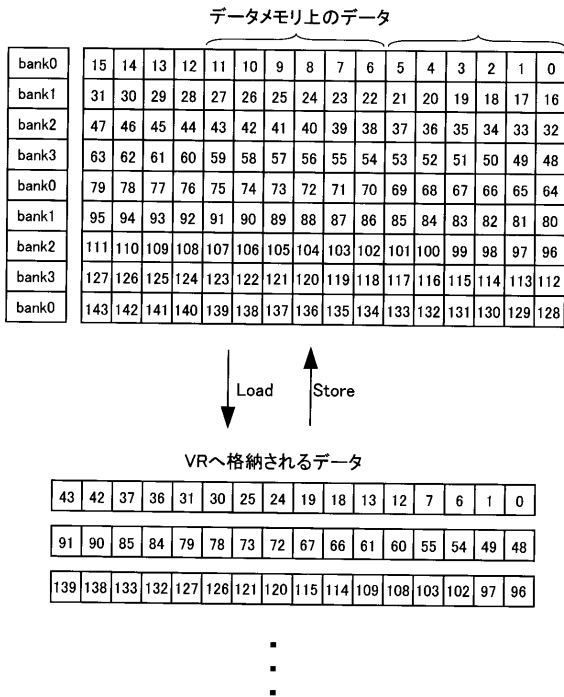 データメモリ上のデータ
bank0 15 14 13 12 11 10 9 8 7 6 5 4 3 2 1 0
bank1 31 30 29 28 27 26 25 24 23 22 21 20 19 18 17 16
bank2 47 46 45 44 43 42 41 40 39 38 37 36 35 34 33 32
bank3 63 62 61 60 59 58 57 56 55 54 53 52 51 50 49 48
bank0 79 78 77 76 75 74 73 72 71 70 69 68 67 66 65 64
bank1 95 94 93 92 91 90 89 88 87 86 85 84 83 82 81 80
bank2 111 110 109 108 107 106 105 104 103 102 101 100 99 98 97 96
bank3 127 126 125 124 123 122 121 120 119 118 117 116 115 114 113 112
bank0 143 142 141 140 139 138 137 136 135 134 133 132 131 130 129 128
Load Store
VRへ格納されるデータ
43 42 37 36 31 30 25 24 19 18 13 12 7 6 1 0
91 90 85 84 79 78 73 72 67 66 61 60 55 54 49 48
139 138 133 132 127 126 121 120 115 114 109 108 103 102 97 96